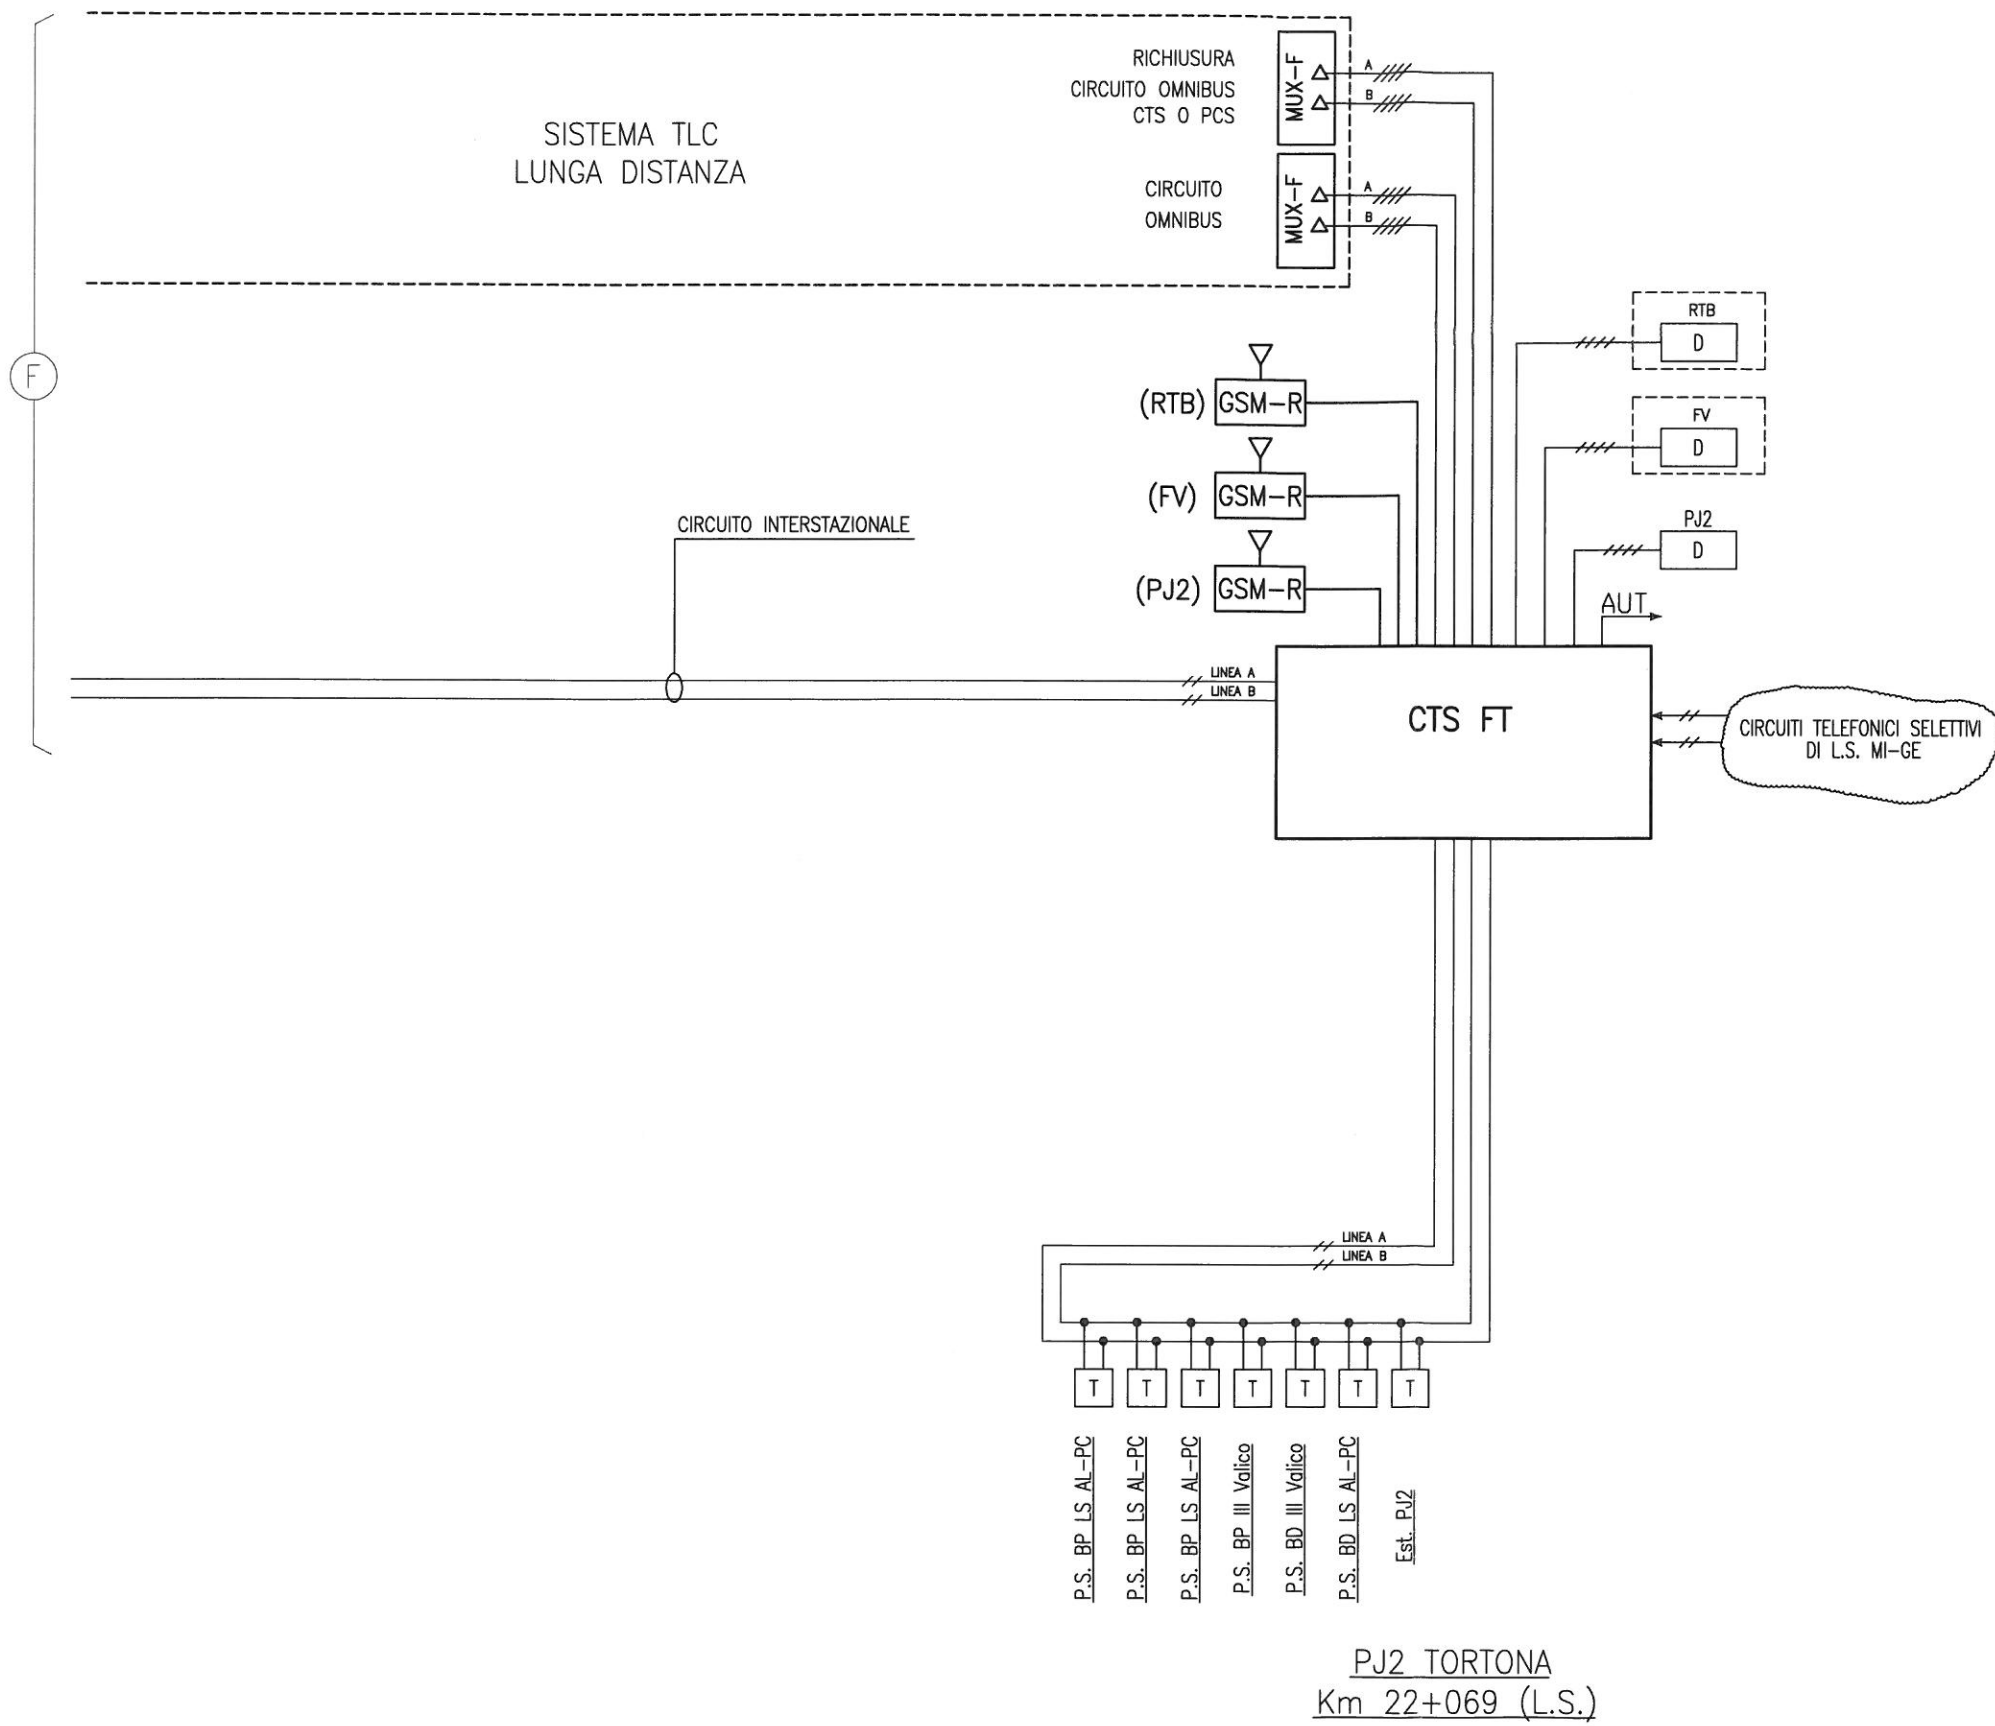 RICHIUSURA
CIRCUITO OMNIBUS
CTS O PCS
MUX-F
A
B
SISTEMA TLC
LUNGA DISTANZA
CIRCUITO
OMNIBUS
MUX-F
A
B
F
RTB
D
(RTB) GSM-R
FV
D
(FV) GSM-R
CIRCUITO INTERSTAZIONALE
PJ2
D
(PJ2) GSM-R
AUT
LINEA A
LINEA B
CTS FT
CIRCUITI TELEFONICI SELETTIVI
DI L.S. MI-GE
LINEA A
LINEA B
T T T T T T T
P.S. BP LS AL-PC
P.S. BP LS AL-PC
P.S. BP LS AL-PC
P.S. BP III Valico
P.S. BD III Valico
P.S. BD LS AL-PC
Est. PJ2
PJ2 TORTONA
Km 22+069 (L.S.)